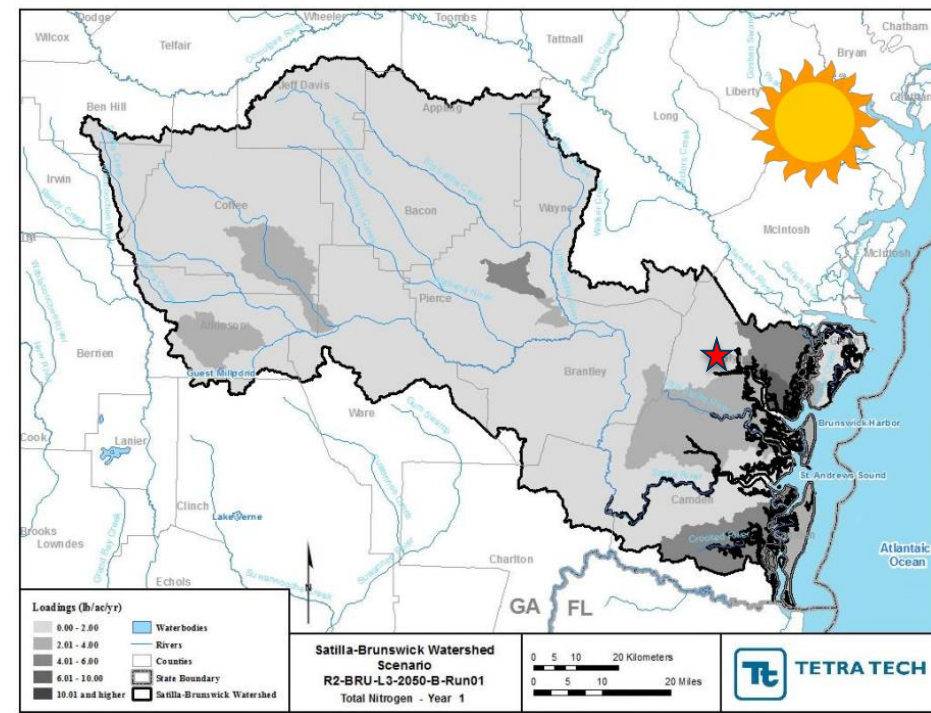 Dodge
Wheeler
Toombs
Chatham
Wilcox
Telfair
Tattnall
Bryan
Liberty
Jeff Davis
Appling
Long
Ben Hill
Irwin
Coffee
Bacon
Wayne
McIntosh
McIntosh
Pierce
Atkinson
Berrien
Guest Millpond
Brantley
Ware
Brunswick Harbor
Cook
Lanier
St. Andrews Sound
Camden
Clinch
Lake Verne
Crooked River
Brooks
Lowndes
Charlton
Atlantaic
Ocean
Echols
GA
FL
Loadings (lb/ac/yr)
0.00 - 2.00
2.01 - 4.00
4.01 - 6.00
6.01 - 10.00
10.01 and higher
Waterbodies
Rivers
Counties
State Boundary
Satilla-Brunswick Watershed
Satilla-Brunswick Watershed
Scenario
R2-BRU-L3-2050-B-Run01
Total Nitrogen - Year 1
0 5 10 20 Kilometers
0 5 10 20 Miles
Tt
TETRA TECH